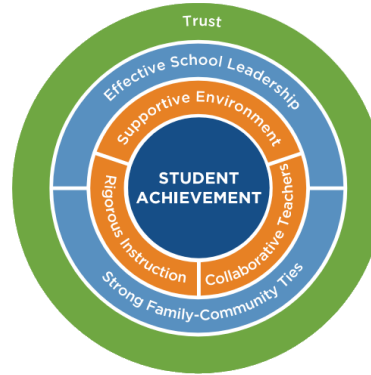 Trust
Effective School Leadership
Supportive Environment
STUDENT
ACHIEVEMENT
Rigorous Instruction
Collaborative Teachers
Strong Family-Community Ties